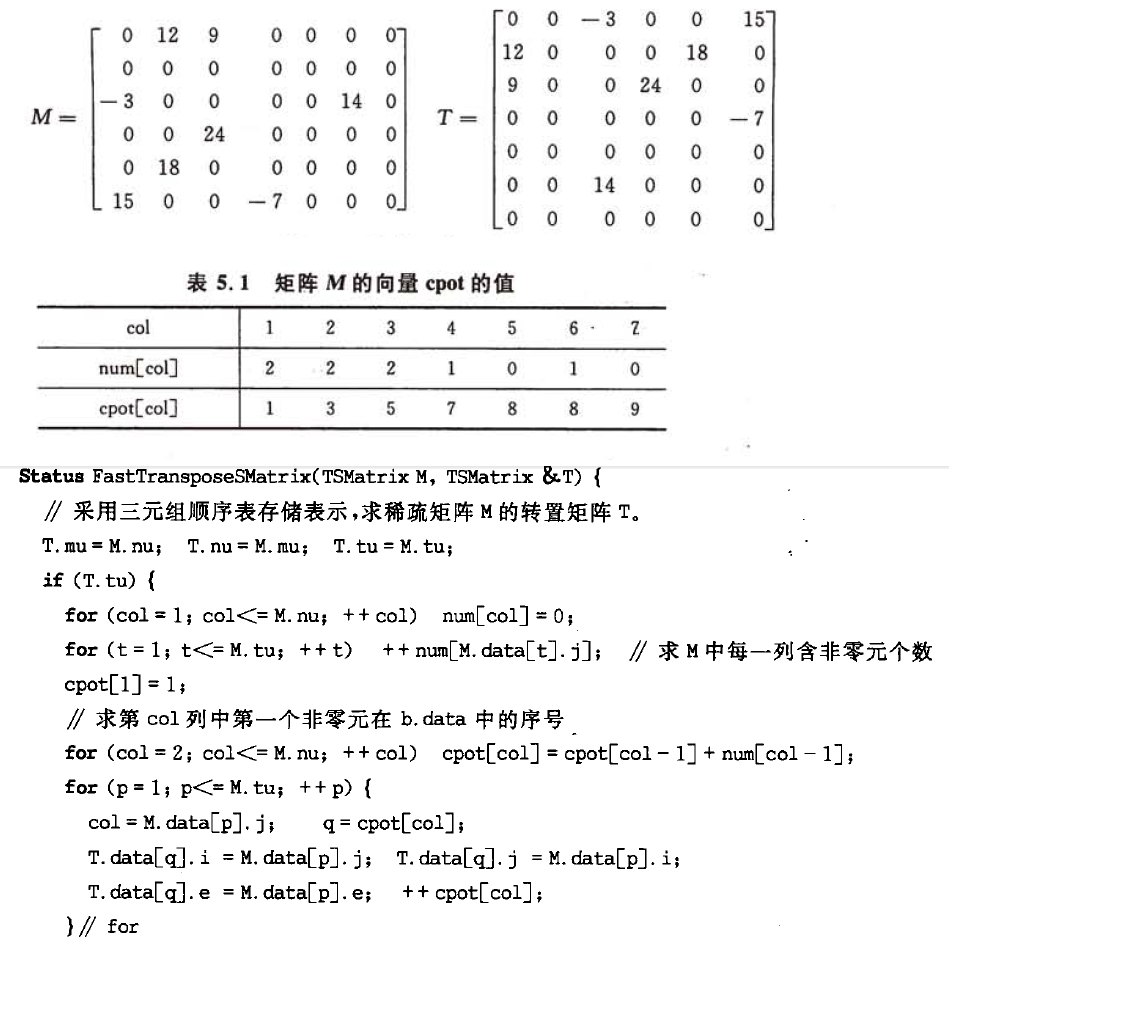 M =
0 12 9 0 0 0 0
0 0 0 0 0 0 0
－3 0 0 0 0 14 0
0 0 24 0 0 0 0
0 18 0 0 0 0 0
15 0 0 －7 0 0 0
T =
0 0 －3 0 0 15
12 0 0 0 18 0
9 0 0 24 0 0
0 0 0 0 0 －7
0 0 0 0 0 0
0 0 14 0 0 0
0 0 0 0 0 0
表 5.1 矩阵 M 的向量 cpot 的值
col 1 2 3 4 5 6 7
num[col] 2 2 2 1 0 1 0
cpot[col] 1 3 5 7 8 8 9
Status FastTransposeSMatrix(TSMatrix M, TSMatrix &T) {
// 采用三元组顺序表存储表示,求稀疏矩阵 M 的转置矩阵 T。
T.mu = M.nu; T.nu = M.mu; T.tu = M.tu;
if (T.tu) {
for (col = 1; col<= M.nu; ++col) num[col] = 0;
for (t = 1; t<= M.tu; ++t) ++num[M.data[t].j]; // 求 M 中每一列含非零元个数
cpot[1] = 1;
// 求第 col 列中第一个非零元在 b.data 中的序号
for (col = 2; col<= M.nu; ++col) cpot[col] = cpot[col－1] + num[col－1];
for (p = 1; p<= M.tu; ++p) {
col = M.data[p].j; q = cpot[col];
T.data[q].i = M.data[p].j; T.data[q].j = M.data[p].i;
T.data[q].e = M.data[p].e; ++cpot[col];
}// for